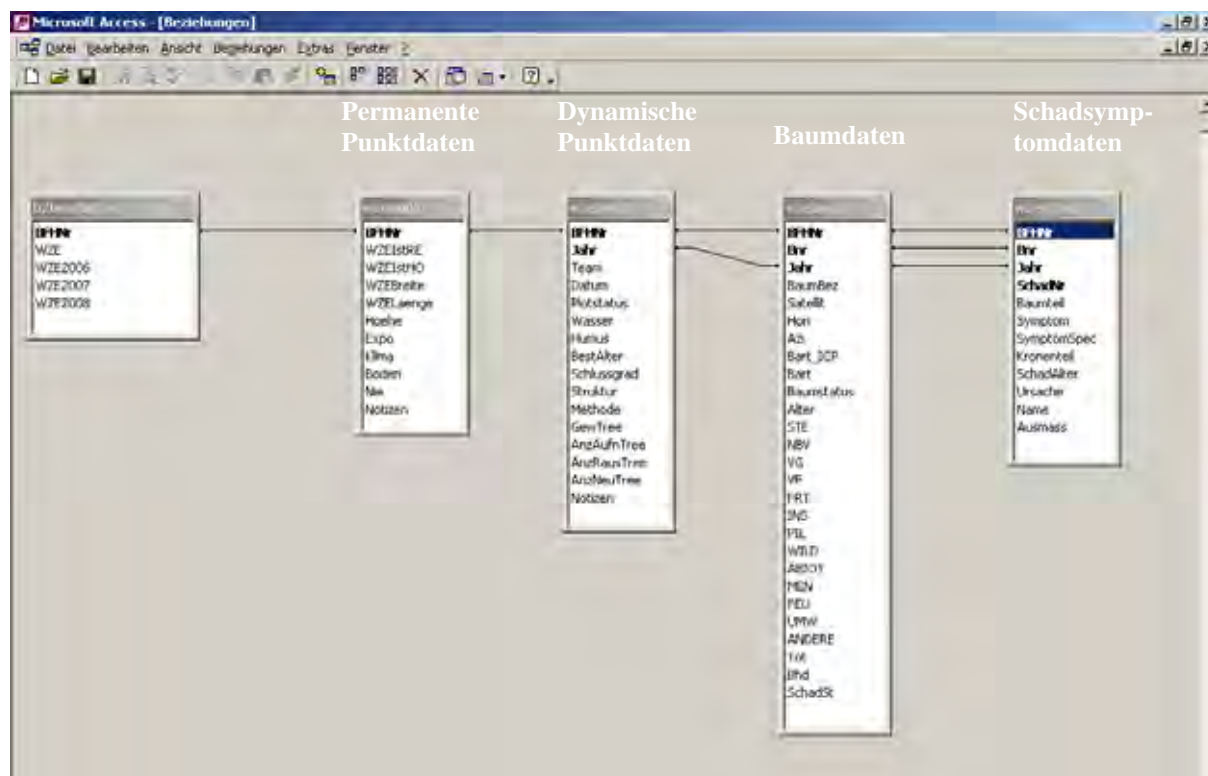 Microsoft Access - [Beziehungen]
Datei Bearbeiten Ansicht Beziehungen Extras Fenster ?
Permanente
Punktdaten
Dynamische
Punktdaten
Baumdaten
Schadsymp-
tomdaten
BFHNr
WZE
WZE2006
WZE2007
WZE2008
BFHNr
WZEIstRE
WZEIstHO
WZEBreite
WZELaenge
Hoehe
Expo
Klima
Boden
Nie
Notizen
BFHNr
Jahr
Team
Datum
Plotstatus
Wasser
Humus
BestAlter
Schlussgrad
Struktur
Methode
GewTree
AnzAufnTree
AnzRausTree
AnzNeuTree
Notizen
BFHNr
Bnr
Jahr
BaumBez
Satellit
Hori
Azi
Bart_ICP
Bart
Baumstatus
Alter
STE
NBV
VG
VF
FRT
INS
PIL
WILD
ABIOT
MEN
FEU
UMW
ANDERE
Tot
Bhd
SchadSt
BFHNr
Bnr
Jahr
SchadNr
Baumteil
Symptom
SymptomSpec
Kronenteil
SchadAlter
Ursache
Name
Ausmass